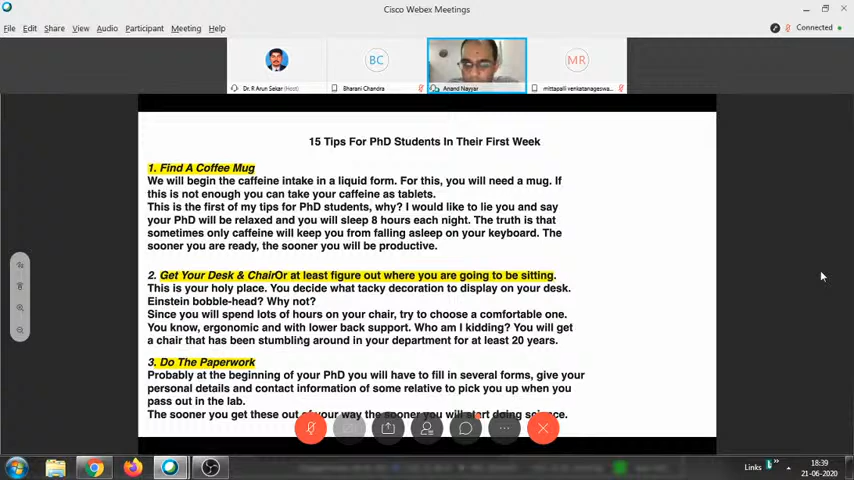 Cisco Webex Meetings
File Edit Share View Audio Participant Meeting Help
Connected
BC
MR
Dr. R Arun Sekar (Host)
Bharani Chandra
Anand Nayyar
mittapalli venkatanageswa...
15 Tips For PhD Students In Their First Week
1. Find A Coffee Mug
We will begin the caffeine intake in a liquid form. For this, you will need a mug. If
this is not enough you can take your caffeine as tablets.
This is the first of my tips for PhD students, why? I would like to lie you and say
your PhD will be relaxed and you will sleep 8 hours each night. The truth is that
sometimes only caffeine will keep you from falling asleep on your keyboard. The
sooner you are ready, the sooner you will be productive.
2. Get Your Desk & ChairOr at least figure out where you are going to be sitting.
This is your holy place. You decide what tacky decoration to display on your desk.
Einstein bobble-head? Why not?
Since you will spend lots of hours on your chair, try to choose a comfortable one.
You know, ergonomic and with lower back support. Who am I kidding? You will get
a chair that has been stumbling around in your department for at least 20 years.
3. Do The Paperwork
Probably at the beginning of your PhD you will have to fill in several forms, give your
personal details and contact information of some relative to pick you up when you
pass out in the lab.
The sooner you get these out of your way the sooner you will start doing science.
Links
18:39
21-06-2020